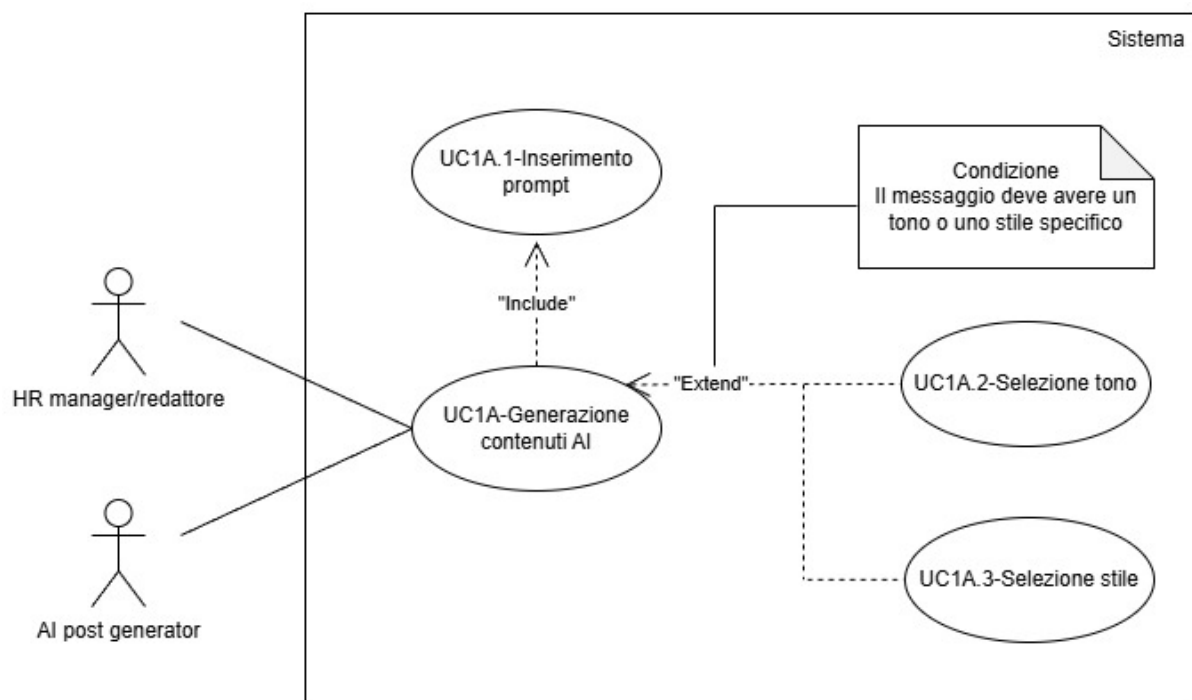 Sistema
UC1A.1-Inserimento
prompt
Condizione
Il messaggio deve avere un
tono o uno stile specifico
"Include"
HR manager/redattore
"Extend"
UC1A.2-Selezione tono
UC1A-Generazione
contenuti AI
UC1A.3-Selezione stile
AI post generator